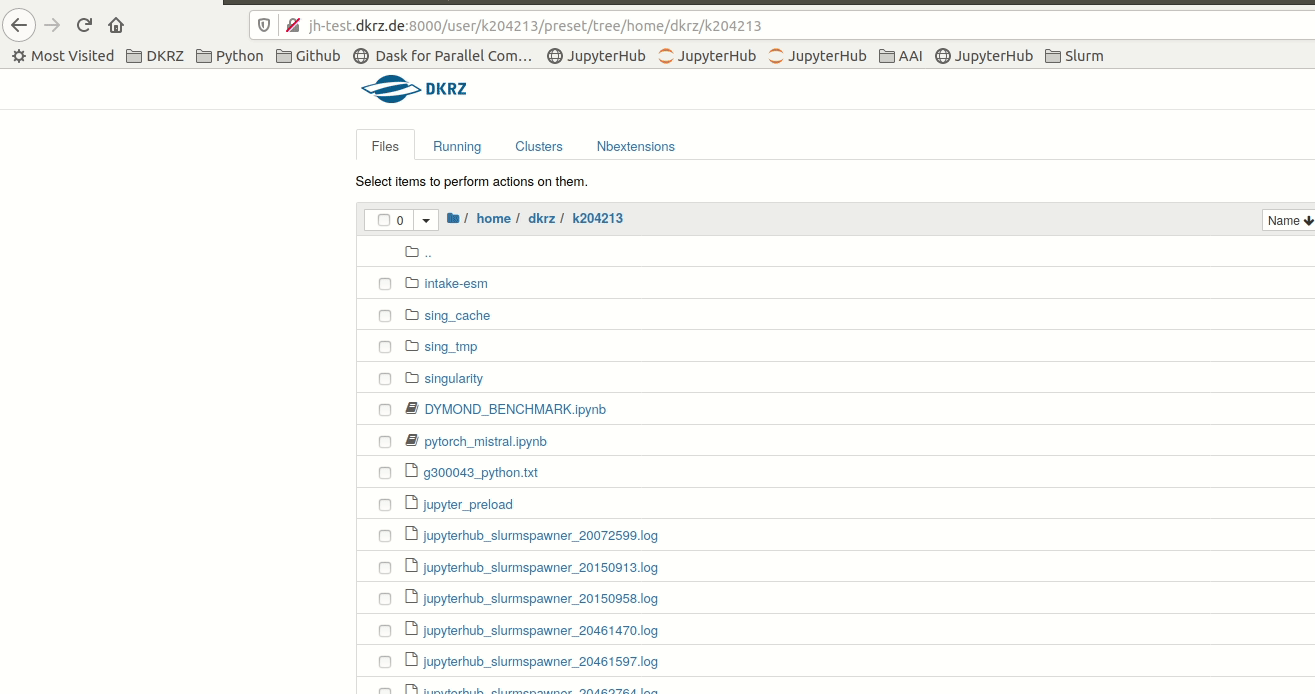 jh-test.dkrz.de:8000/user/k204213/preset/tree/home/dkrz/k204213
Most Visited DKRZ Python Github Dask for Parallel Com... JupyterHub JupyterHub JupyterHub AAI JupyterHub Slurm
DKRZ
Files Running Clusters Nbextensions
Select items to perform actions on them.
0 / home / dkrz / k204213 Name
..
intake-esm
sing_cache
sing_tmp
singularity
DYMOND_BENCHMARK.ipynb
pytorch_mistral.ipynb
g300043_python.txt
jupyter_preload
jupyterhub_slurmspawner_20072599.log
jupyterhub_slurmspawner_20150913.log
jupyterhub_slurmspawner_20150958.log
jupyterhub_slurmspawner_20461470.log
jupyterhub_slurmspawner_20461597.log
jupyterhub_slurmspawner_20462764.log